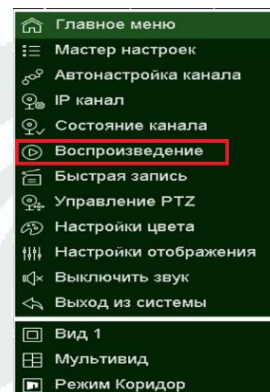 Главное меню
Мастер настроек
Автонастройка канала
IP канал
Состояние канала
Воспроизведение
Быстрая запись
Управление PTZ
Настройки цвета
Настройки отображения
Выключить звук
Выход из системы
Вид 1
Мультивид
Режим Коридор